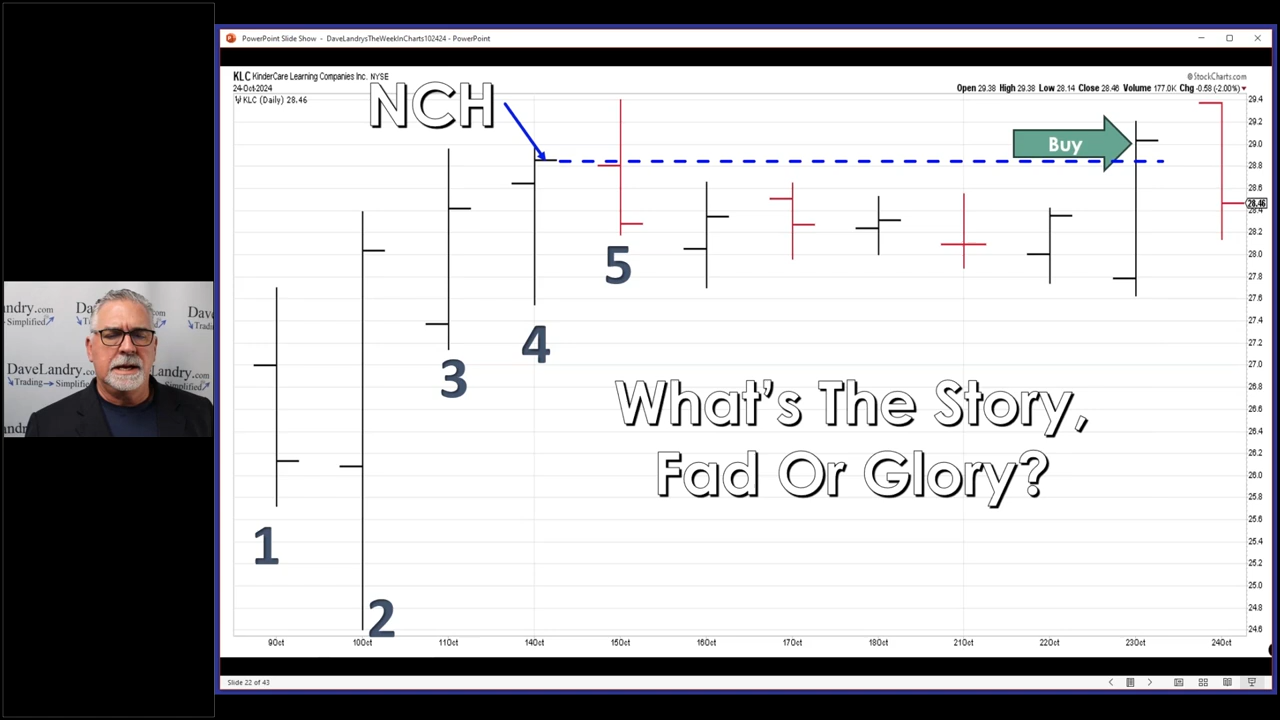 PowerPoint Slide Show - DaveLandrysTheWeekInCharts102424 - PowerPoint
KLC KinderCare Learning Companies Inc. NYSE
©StockCharts.com
24-Oct-2024
Open 29.38 High 29.38 Low 28.14 Close 28.46 Volume 177.0K Chg -0.58 (-2.00%)
KLC (Daily) 28.46
NCH
Buy
29.4
29.2
29.0
28.8
28.6
28.4
28.46
28.2
28.0
27.8
27.6
27.4
27.2
27.0
26.8
26.6
26.4
26.2
26.0
25.8
25.6
25.4
25.2
25.0
24.8
24.6
1
2
3
4
5
What's The Story,
Fad Or Glory?
9Oct 10Oct 11Oct 14Oct 15Oct 16Oct 17Oct 18Oct 21Oct 22Oct 23Oct 24Oct
Slide 22 of 43
andry.com
Simplified
DaveLandry.com
Trading Simplified